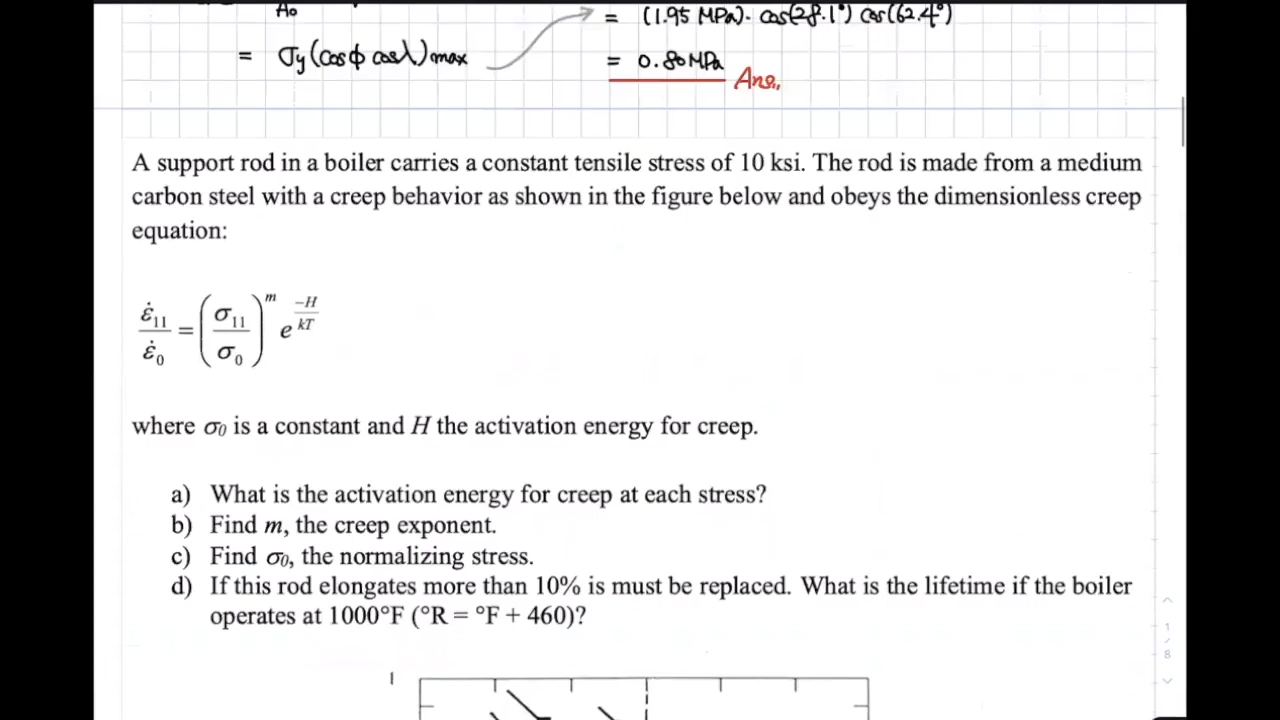 A₀
= (1.95 MPa). cos(28.1°) cos(62.4°)
= σy (cosϕ cosλ)max
= 0.80 MPa Ans.,
A support rod in a boiler carries a constant tensile stress of 10 ksi. The rod is made from a medium
carbon steel with a creep behavior as shown in the figure below and obeys the dimensionless creep
equation:
ε̇₁₁/ε̇₀ = (σ₁₁/σ₀)^m e^(−H/kT)
where σ₀ is a constant and H the activation energy for creep.
a) What is the activation energy for creep at each stress?
b) Find m, the creep exponent.
c) Find σ₀, the normalizing stress.
d) If this rod elongates more than 10% is must be replaced. What is the lifetime if the boiler
operates at 1000°F (°R = °F + 460)?
1
1
/
8